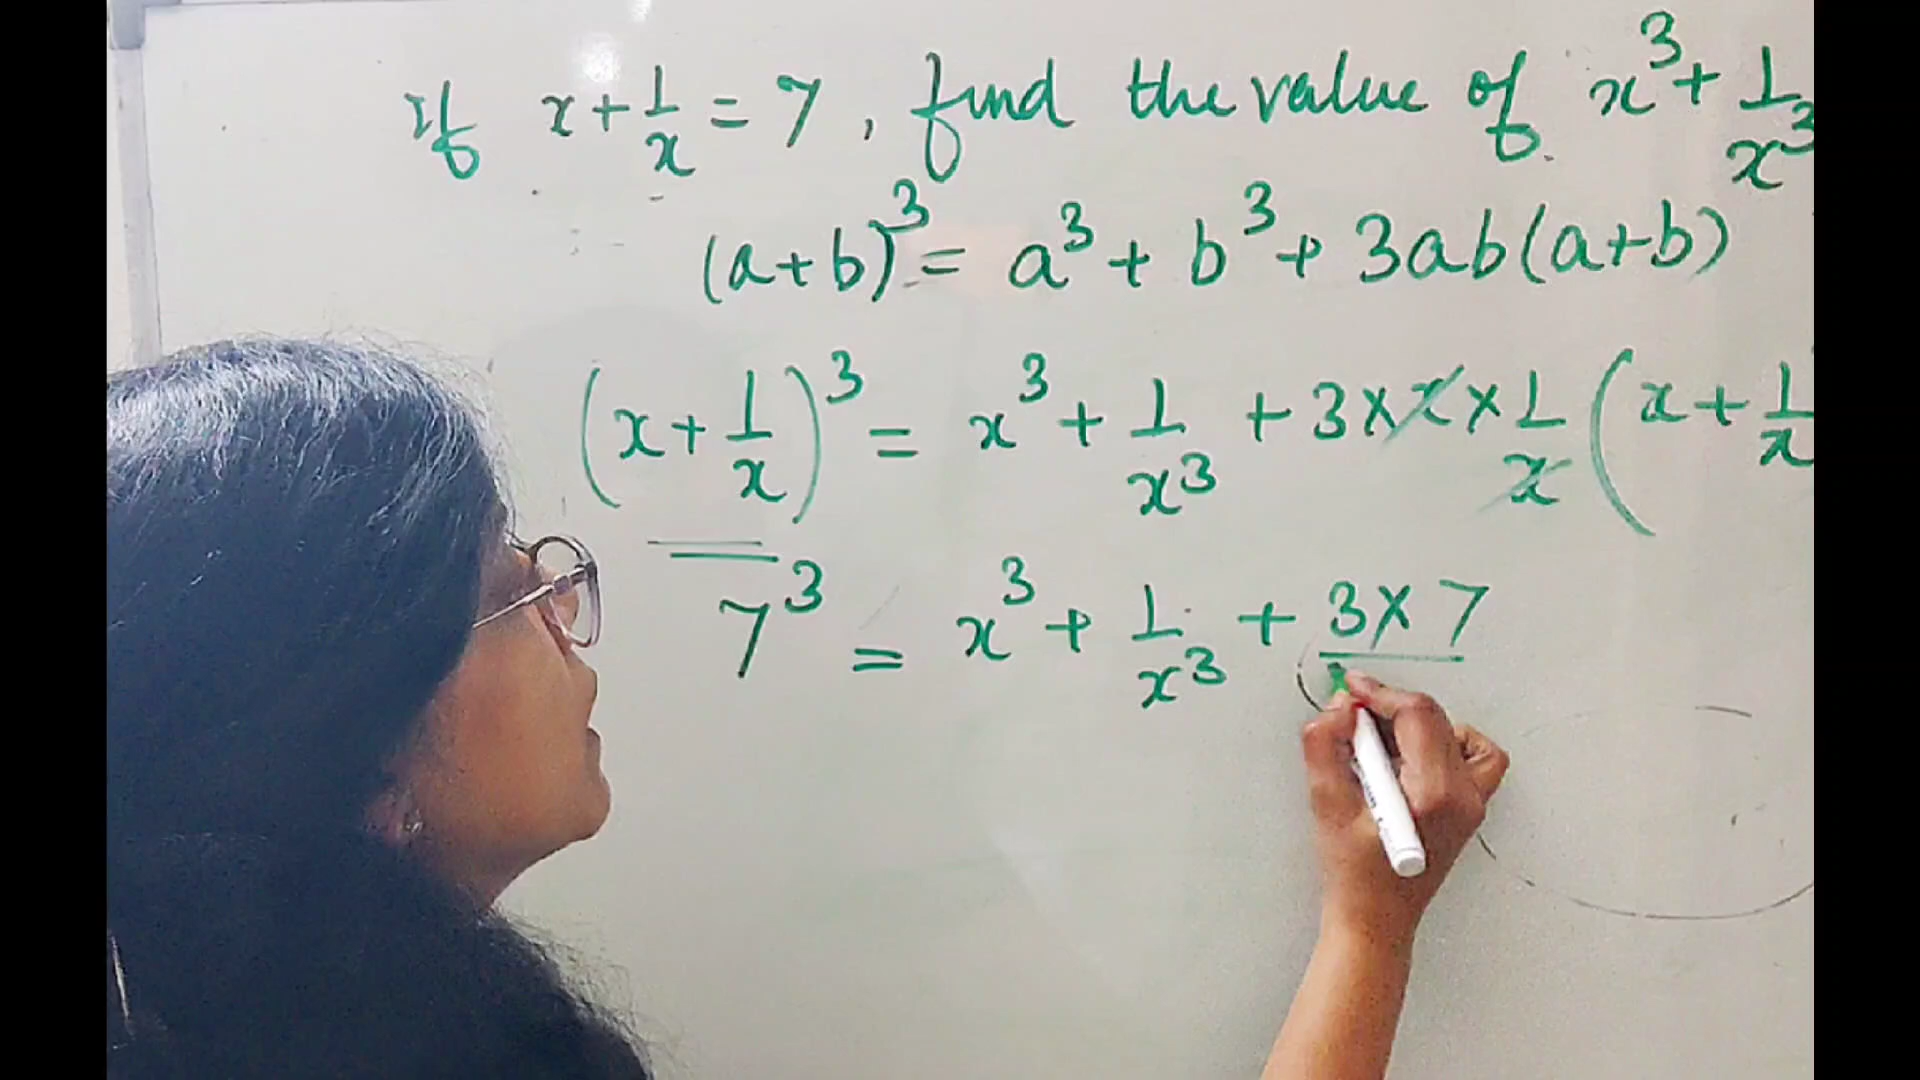 If x + 1/x = 7, find the value of x³ + 1/x³
(a+b)³ = a³ + b³ + 3ab(a+b)
(x + 1/x)³ = x³ + 1/x³ + 3 × x × 1/x (x + 1/x
7³ = x³ + 1/x³ + 3 × 7